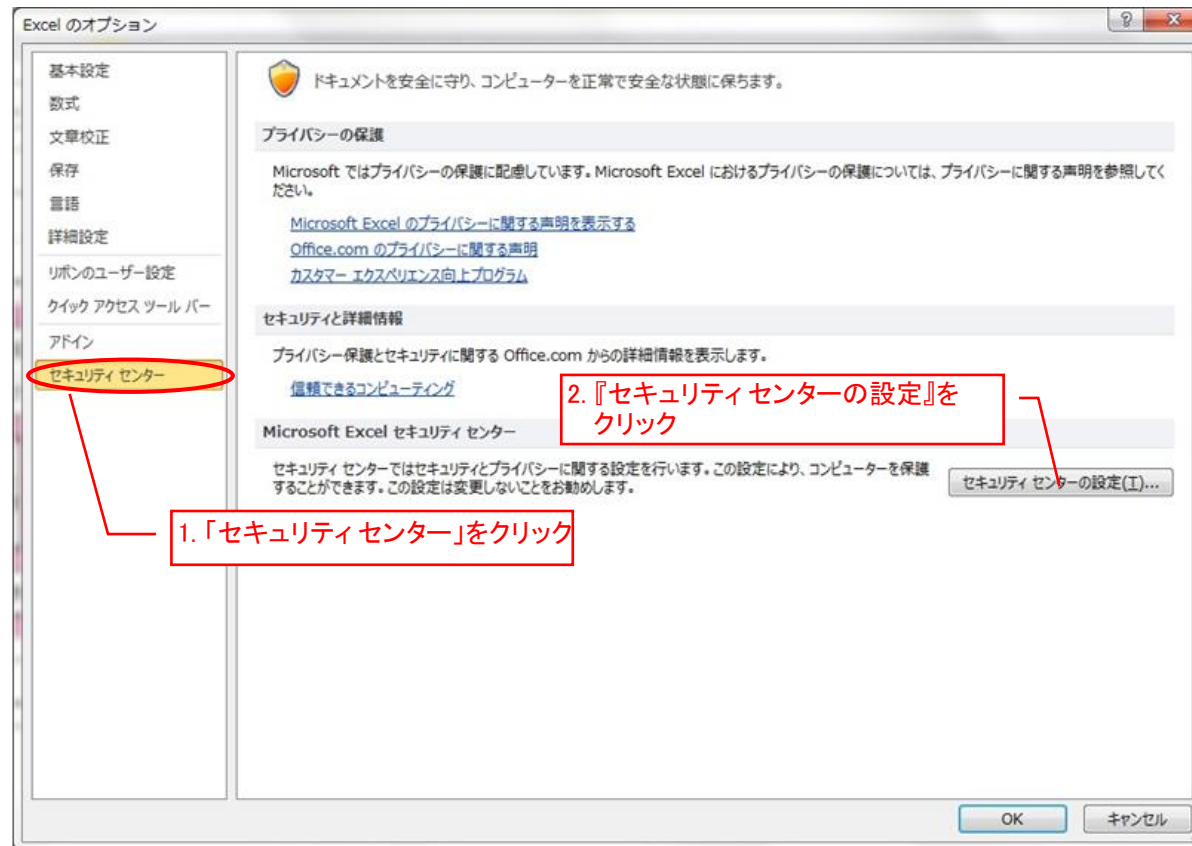 Excel のオプション
基本設定
数式
文章校正
保存
言語
詳細設定
リボンのユーザー設定
クイック アクセス ツール バー
アドイン
セキュリティ センター
ドキュメントを安全に守り、コンピューターを正常で安全な状態に保ちます。
プライバシーの保護
Microsoft ではプライバシーの保護に配慮しています。Microsoft Excel におけるプライバシーの保護については、プライバシーに関する声明を参照してく
ださい。
Microsoft Excel のプライバシーに関する声明を表示する
Office.com のプライバシーに関する声明
カスタマー エクスペリエンス向上プログラム
セキュリティと詳細情報
プライバシー保護とセキュリティに関する Office.com からの詳細情報を表示します。
信頼できるコンピューティング
2.『セキュリティセンターの設定』を
クリック
Microsoft Excel セキュリティ センター
セキュリティ センターではセキュリティとプライバシーに関する設定を行います。この設定により、コンピューターを保護
することができます。この設定は変更しないことをお勧めします。
セキュリティ センターの設定(T)...
1.「セキュリティセンター」をクリック
OK
キャンセル